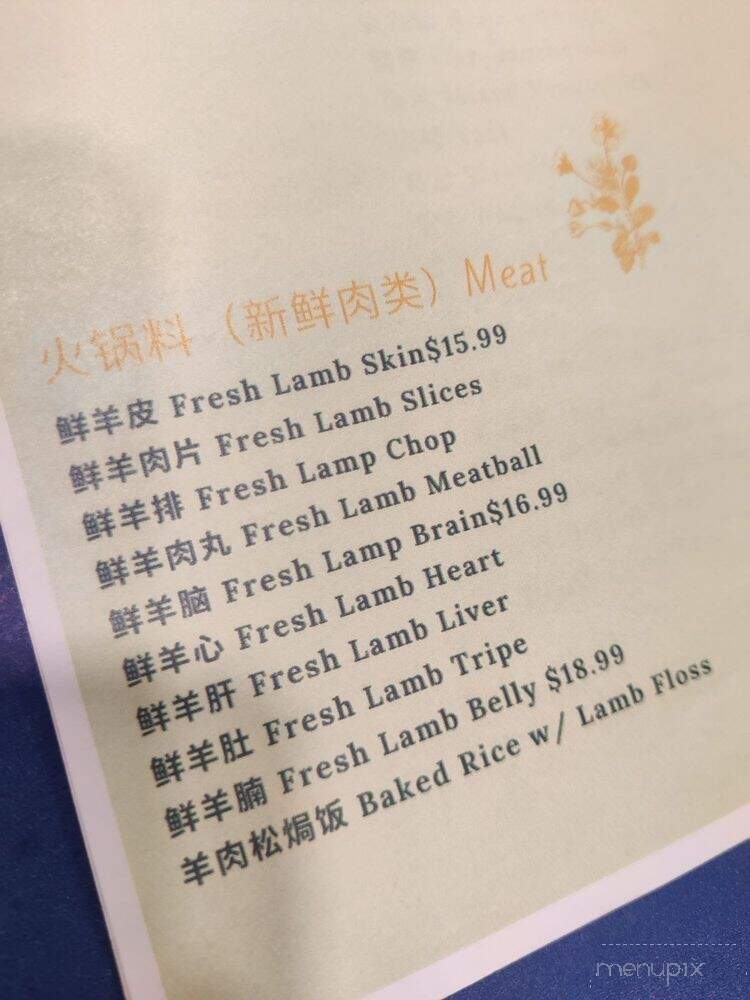 火锅料（新鲜肉类）Meat
鲜羊皮 Fresh Lamb Skin$15.99
鲜羊肉片 Fresh Lamb Slices
鲜羊排 Fresh Lamp Chop
鲜羊肉丸 Fresh Lamb Meatball
鲜羊脑 Fresh Lamp Brain$16.99
鲜羊心 Fresh Lamb Heart
鲜羊肝 Fresh Lamb Liver
鲜羊肚 Fresh Lamb Tripe
鲜羊腩 Fresh Lamb Belly $18.99
羊肉松焗饭 Baked Rice w/ Lamb Floss
menupix